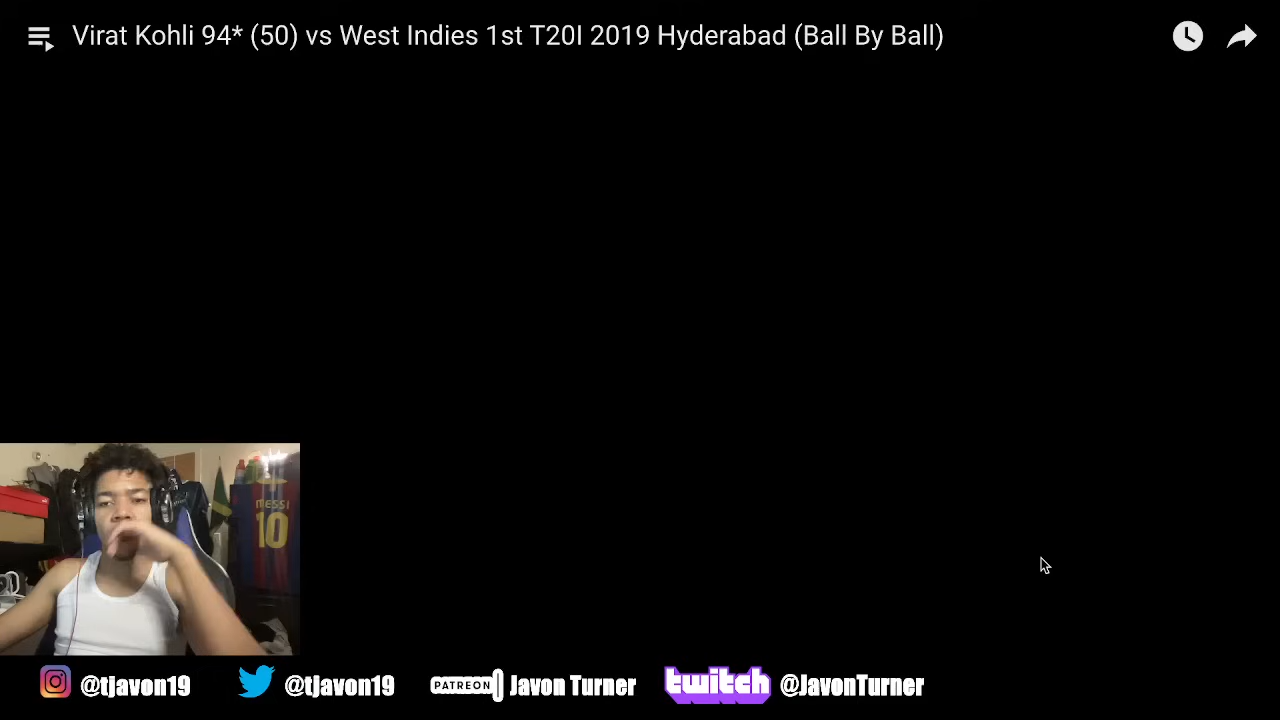 Virat Kohli 94* (50) vs West Indies 1st T20I 2019 Hyderabad (Ball By Ball)
MESSI
10
@tjavon19 @tjavon19 PATREON Javon Turner twitch @JavonTurner